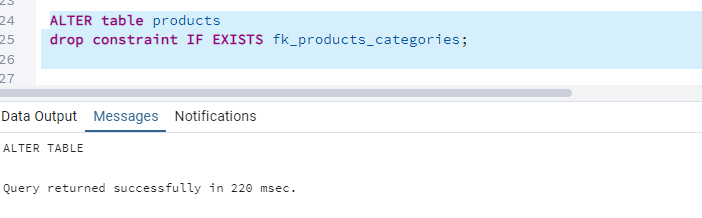 24 ALTER table products
25 drop constraint IF EXISTS fk_products_categories;
26
27
Data Output Messages Notifications
ALTER TABLE
Query returned successfully in 220 msec.